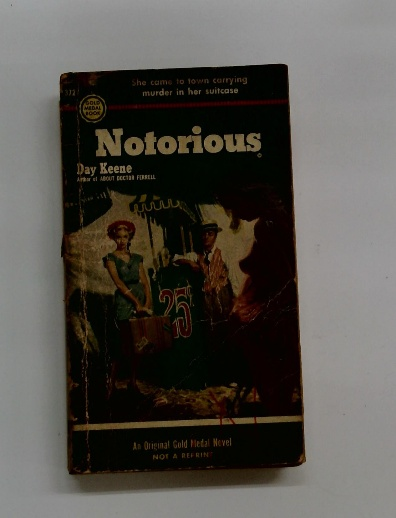 She came to town carrying
murder in her suitcase
GOLD
MEDAL
BOOK
Notorious
Day Keene
Author of ABOUT DOCTOR FERRELL
25¢
An Original Gold Medal Novel
NOT A REPRINT